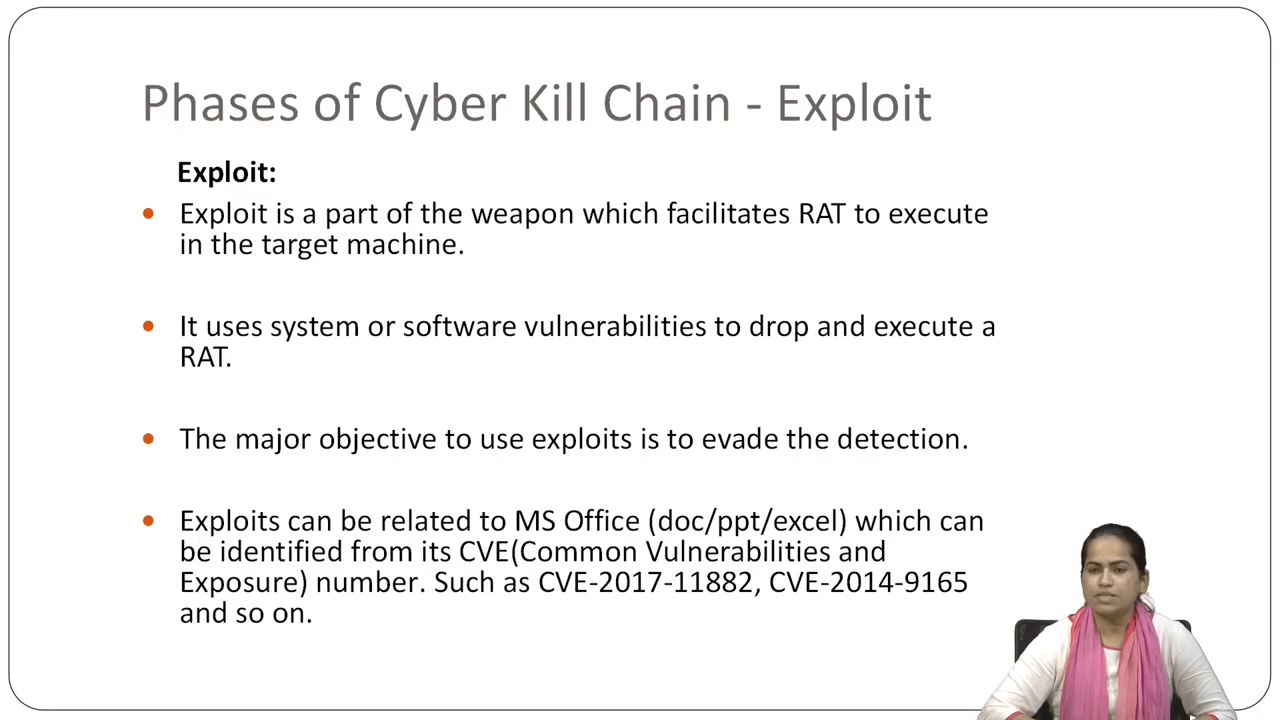 Phases of Cyber Kill Chain - Exploit
Exploit:
• Exploit is a part of the weapon which facilitates RAT to execute
in the target machine.
• It uses system or software vulnerabilities to drop and execute a
RAT.
• The major objective to use exploits is to evade the detection.
• Exploits can be related to MS Office (doc/ppt/excel) which can
be identified from its CVE(Common Vulnerabilities and
Exposure) number. Such as CVE-2017-11882, CVE-2014-9165
and so on.